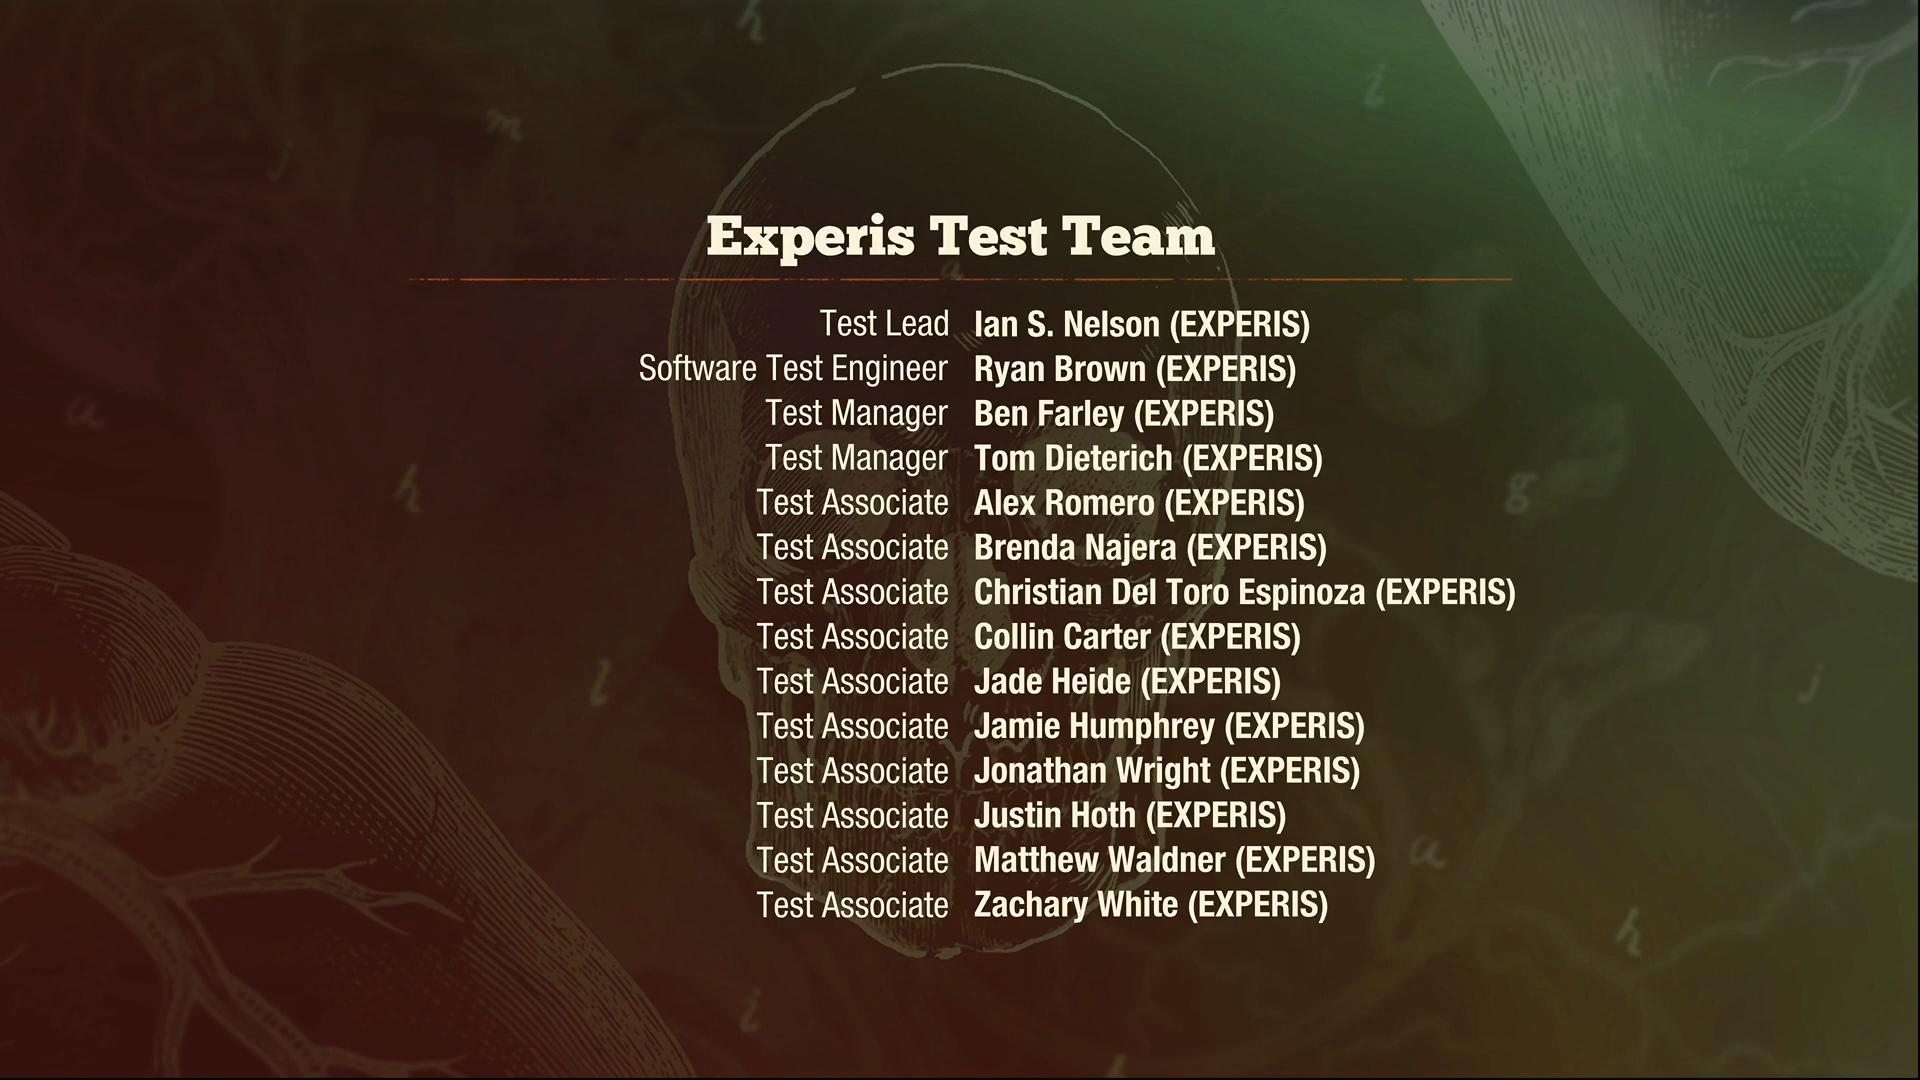 Experis Test Team
Test Lead Ian S. Nelson (EXPERIS)
Software Test Engineer Ryan Brown (EXPERIS)
Test Manager Ben Farley (EXPERIS)
Test Manager Tom Dieterich (EXPERIS)
Test Associate Alex Romero (EXPERIS)
Test Associate Brenda Najera (EXPERIS)
Test Associate Christian Del Toro Espinoza (EXPERIS)
Test Associate Collin Carter (EXPERIS)
Test Associate Jade Heide (EXPERIS)
Test Associate Jamie Humphrey (EXPERIS)
Test Associate Jonathan Wright (EXPERIS)
Test Associate Justin Hoth (EXPERIS)
Test Associate Matthew Waldner (EXPERIS)
Test Associate Zachary White (EXPERIS)